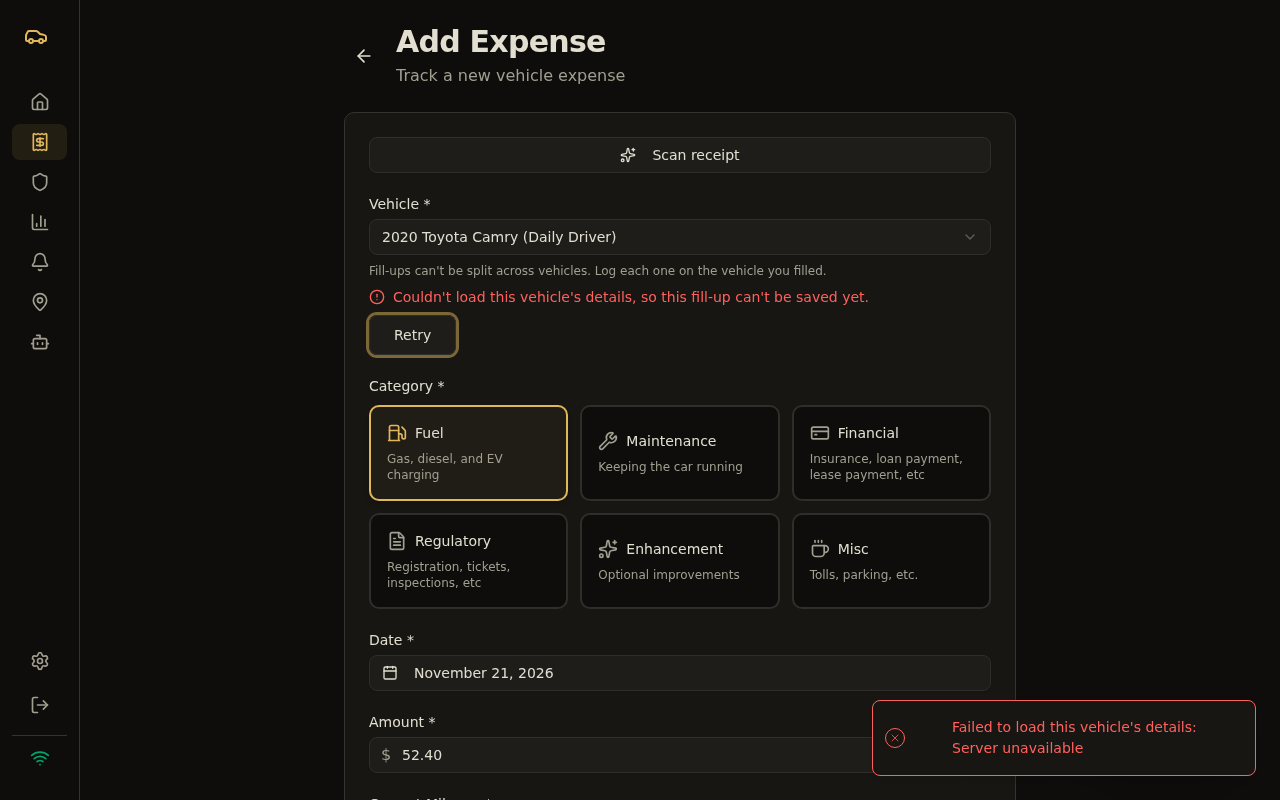 Add Expense
Track a new vehicle expense
Scan receipt
Vehicle *
2020 Toyota Camry (Daily Driver)
Fill-ups can't be split across vehicles. Log each one on the vehicle you filled.
Couldn't load this vehicle's details, so this fill-up can't be saved yet.
Retry
Category *
Fuel
Gas, diesel, and EV
charging
Maintenance
Keeping the car running
Financial
Insurance, loan payment,
lease payment, etc
Regulatory
Registration, tickets,
inspections, etc
Enhancement
Optional improvements
Misc
Tolls, parking, etc.
Date *
November 21, 2026
Amount *
$ 52.40
Failed to load this vehicle's details:
Server unavailable